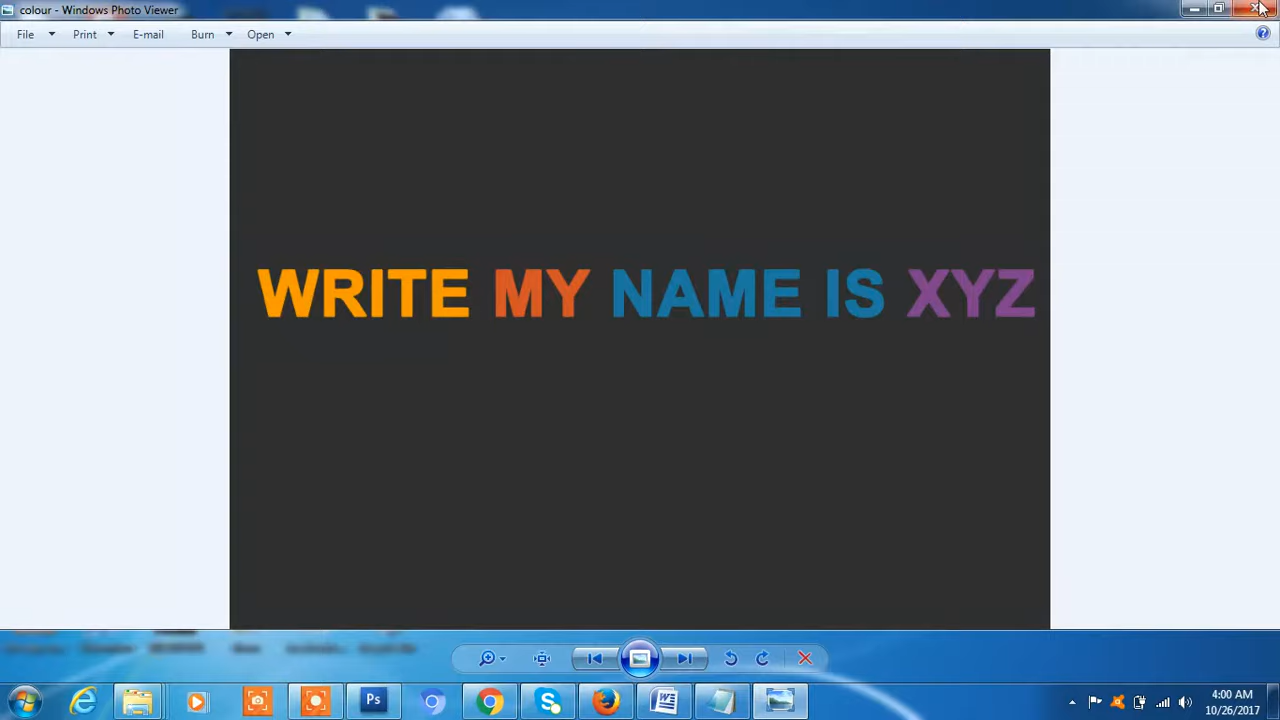 colour - Windows Photo Viewer
File Print E-mail Burn Open
WRITE MY NAME IS XYZ
Ps
4:00 AM
10/26/2017